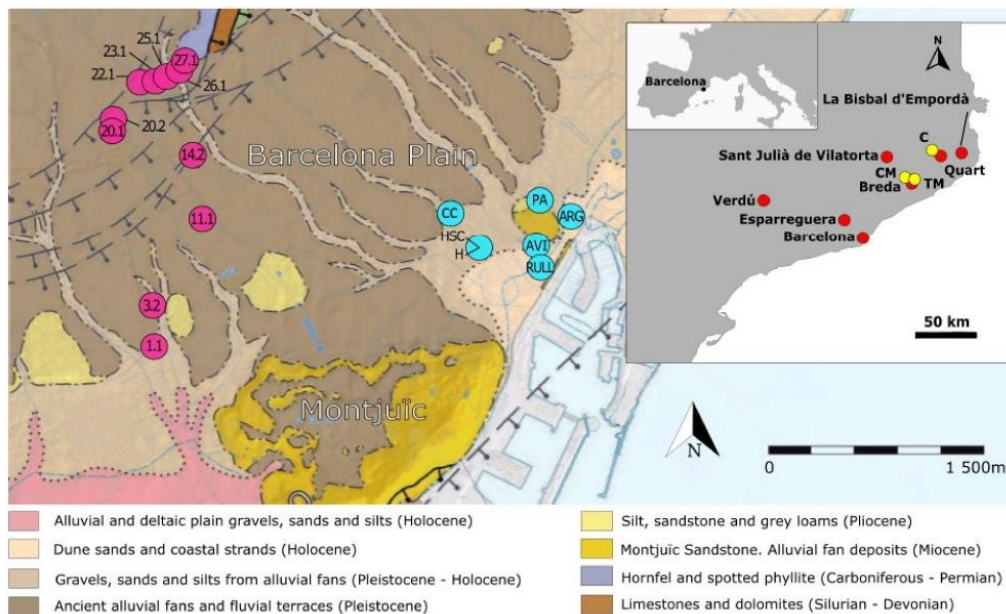 25.1
23.1
22.1
27.1
26.1
20.2
20.1
14.2
Barcelona Plain
11.1
CC
HSC
H
PA
ARG
AVI
RULL
3.2
1.1
Montjuïc
N
0 1 500m
Barcelona
N
La Bisbal d'Empordà
C
Sant Julià de Vilatorta
Quart
CM
TM
Breda
Verdú
Esparreguera
Barcelona
50 km
Alluvial and deltaic plain gravels, sands and silts (Holocene)
Dune sands and coastal strands (Holocene)
Gravels, sands and silts from alluvial fans (Pleistocene - Holocene)
Ancient alluvial fans and fluvial terraces (Pleistocene)
Silt, sandstone and grey loams (Pliocene)
Montjuïc Sandstone. Alluvial fan deposits (Miocene)
Hornfel and spotted phyllite (Carboniferous - Permian)
Limestones and dolomites (Silurian - Devonian)